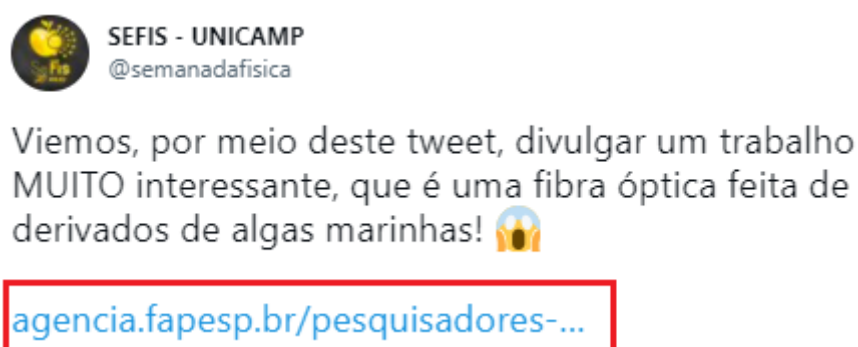 SEFIS - UNICAMP
@semanadafisica
Viemos, por meio deste tweet, divulgar um trabalho
MUITO interessante, que é uma fibra óptica feita de
derivados de algas marinhas! 😱
agencia.fapesp.br/pesquisadores-...